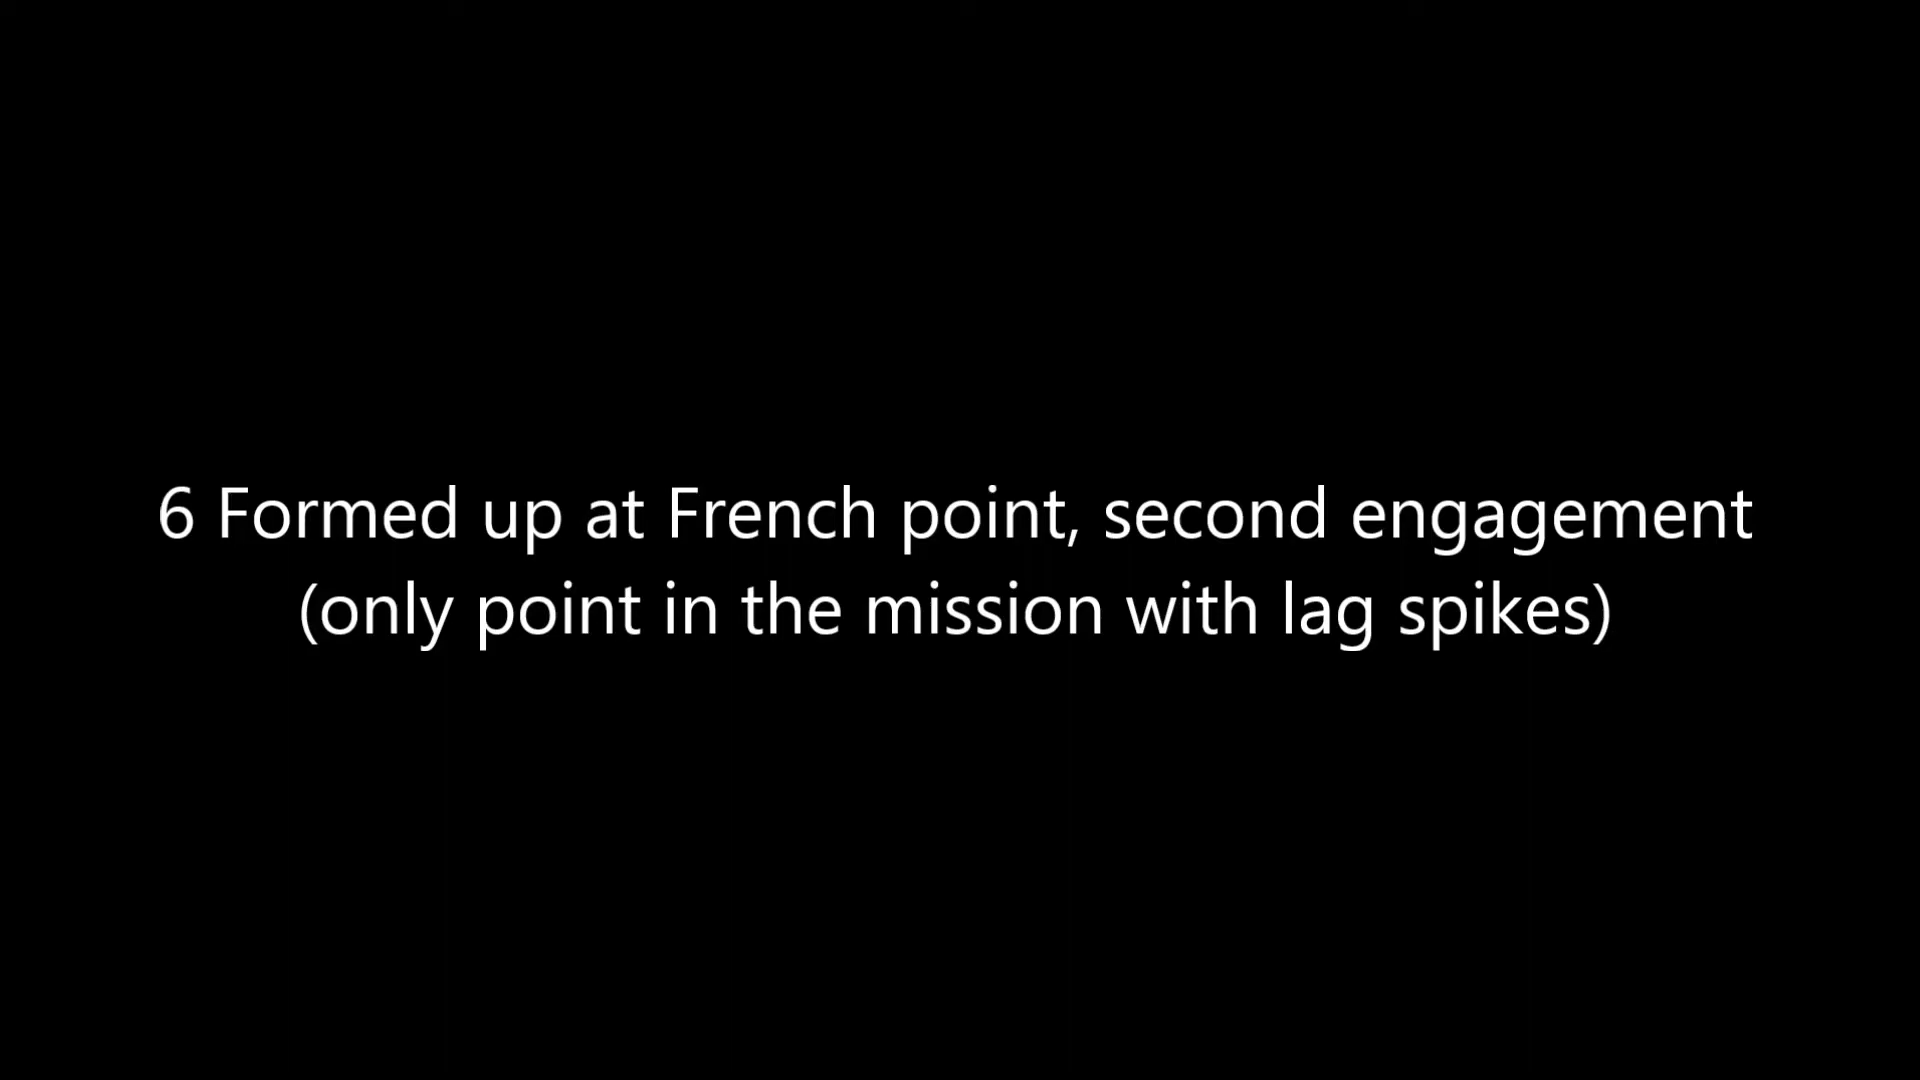 6 Formed up at French point, second engagement
(only point in the mission with lag spikes)